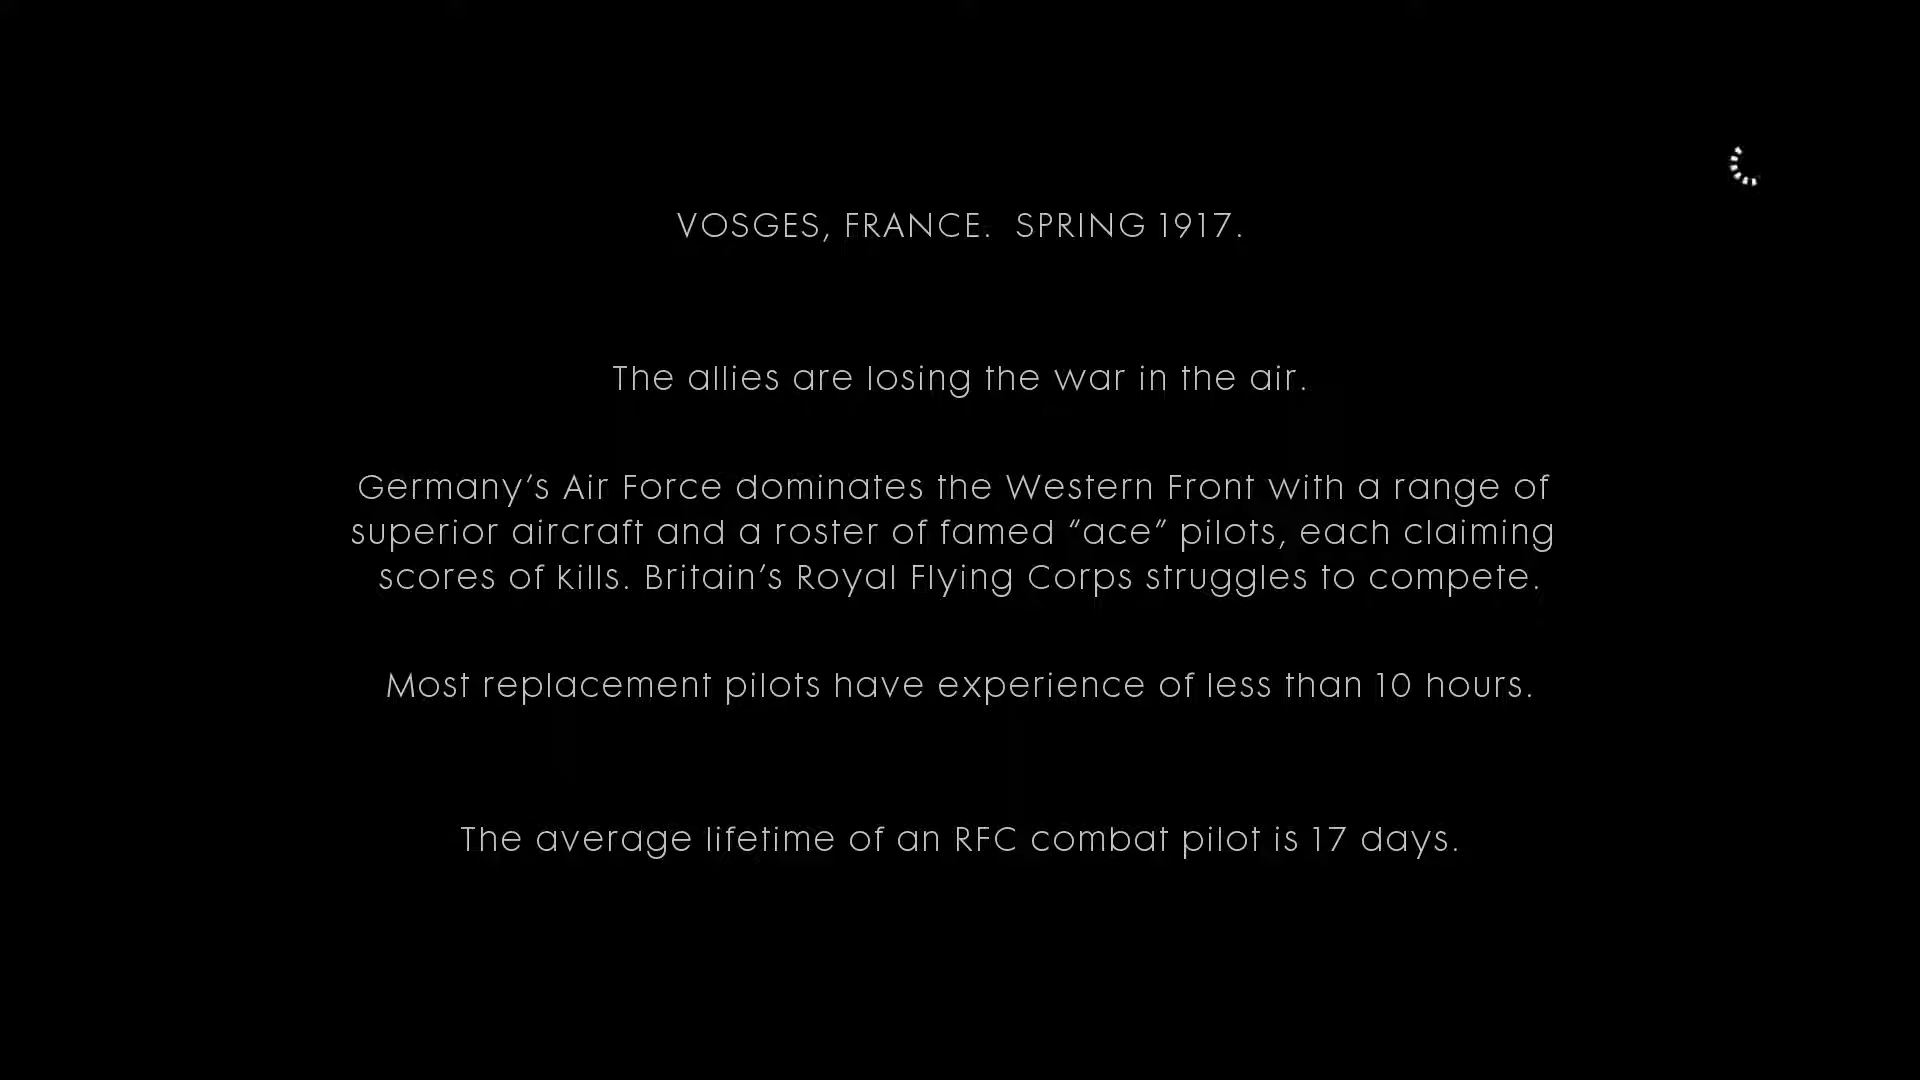 VOSGES, FRANCE.  SPRING 1917.
The allies are losing the war in the air.
Germany’s Air Force dominates the Western Front with a range of
superior aircraft and a roster of famed “ace” pilots, each claiming
scores of kills. Britain’s Royal Flying Corps struggles to compete.
Most replacement pilots have experience of less than 10 hours.
The average lifetime of an RFC combat pilot is 17 days.